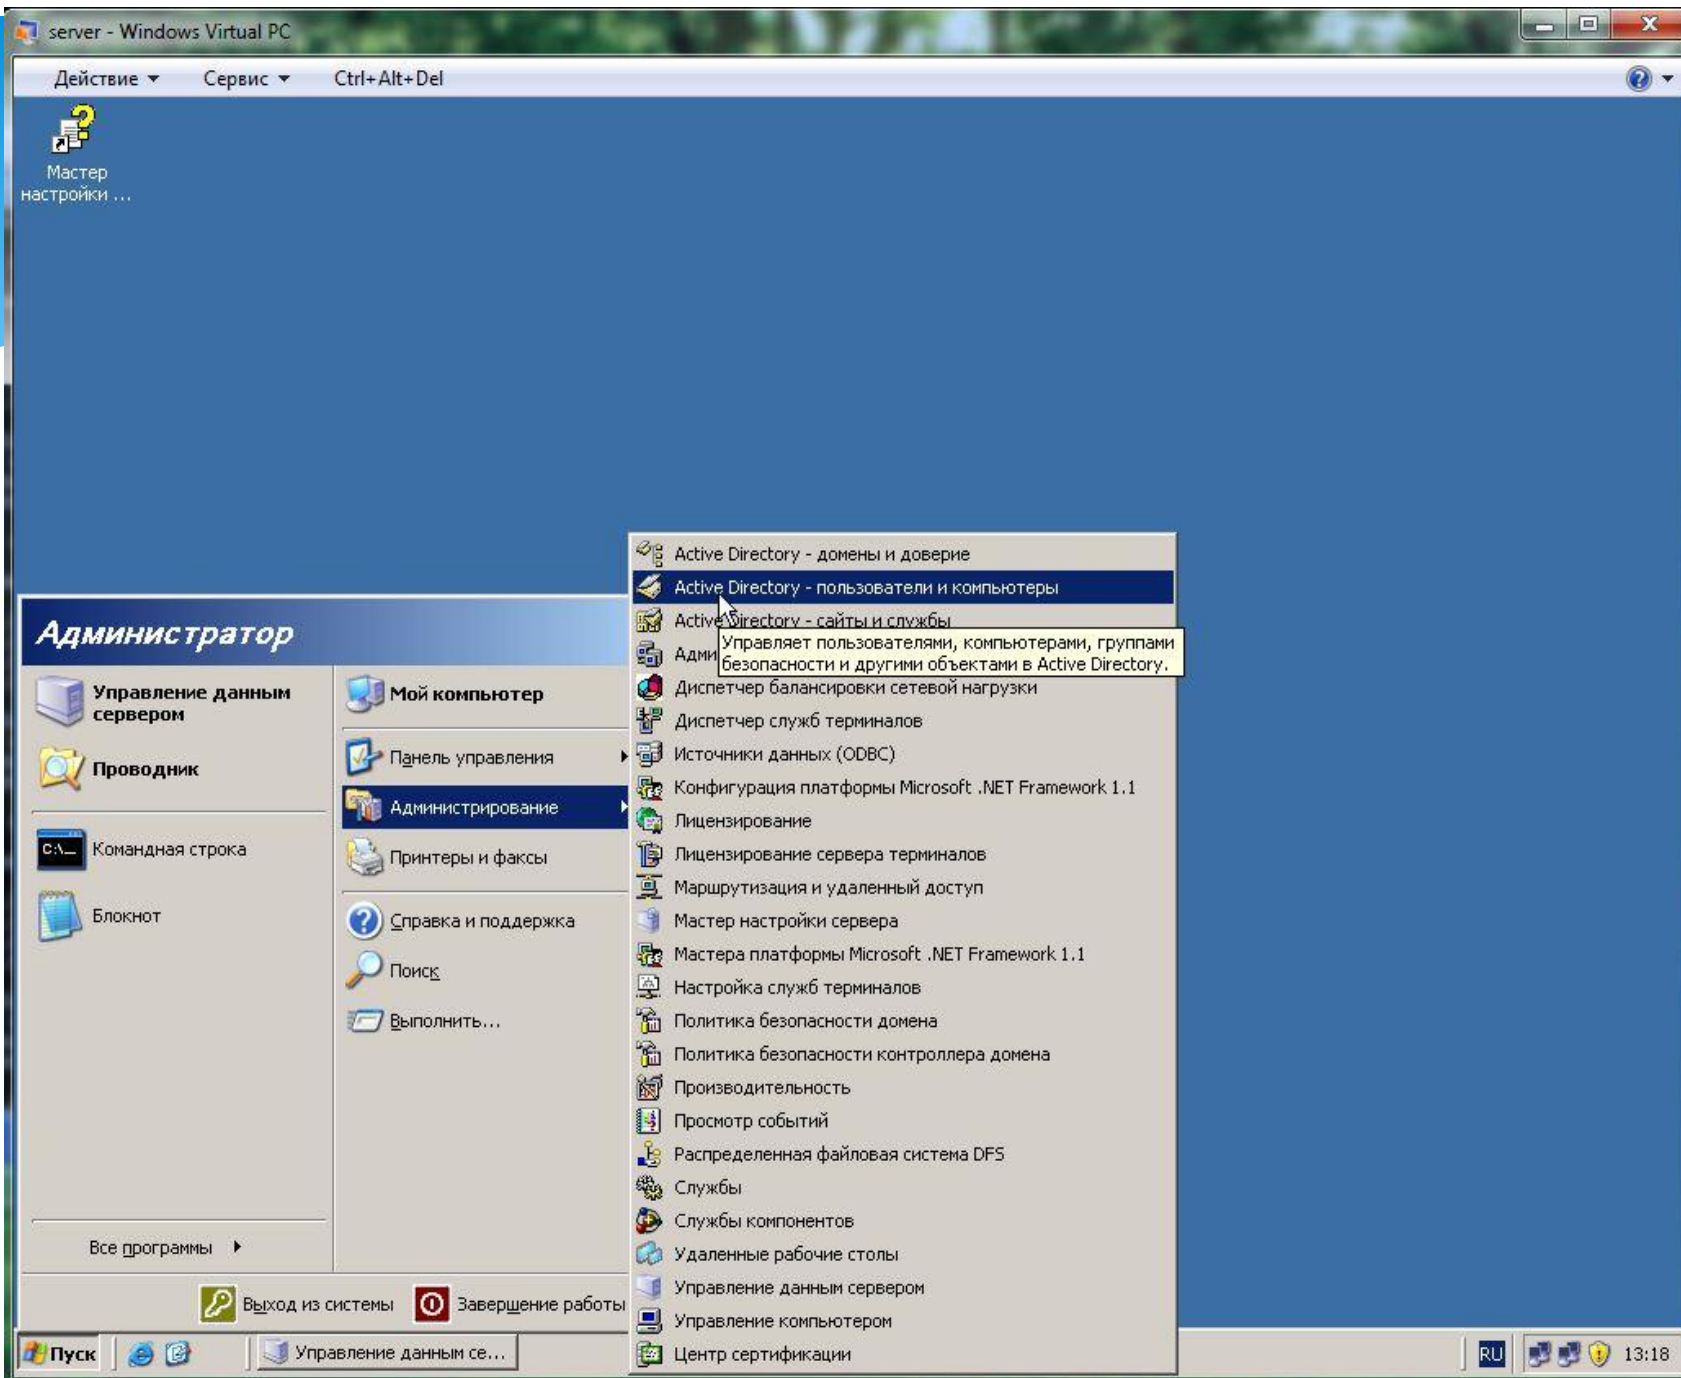 server - Windows Virtual PC
Действие Сервис Ctrl+Alt+Del
Мастер
настройки ...
Администратор
Управление данным
сервером
Проводник
Командная строка
Блокнот
Все программы
Мой компьютер
Панель управления
Администрирование
Принтеры и факсы
Справка и поддержка
Поиск
Выполнить...
Выход из системы Завершение работы
Active Directory - домены и доверие
Active Directory - пользователи и компьютеры
Active Directory - сайты и службы
Управляет пользователями, компьютерами, группами
безопасности и другими объектами в Active Directory.
Диспетчер балансировки сетевой нагрузки
Диспетчер служб терминалов
Источники данных (ODBC)
Конфигурация платформы Microsoft .NET Framework 1.1
Лицензирование
Лицензирование сервера терминалов
Маршрутизация и удаленный доступ
Мастер настройки сервера
Мастера платформы Microsoft .NET Framework 1.1
Настройка служб терминалов
Политика безопасности домена
Политика безопасности контроллера домена
Производительность
Просмотр событий
Распределенная файловая система DFS
Службы
Службы компонентов
Удаленные рабочие столы
Управление данным сервером
Управление компьютером
Центр сертификации
Пуск Управление данным се... RU 13:18